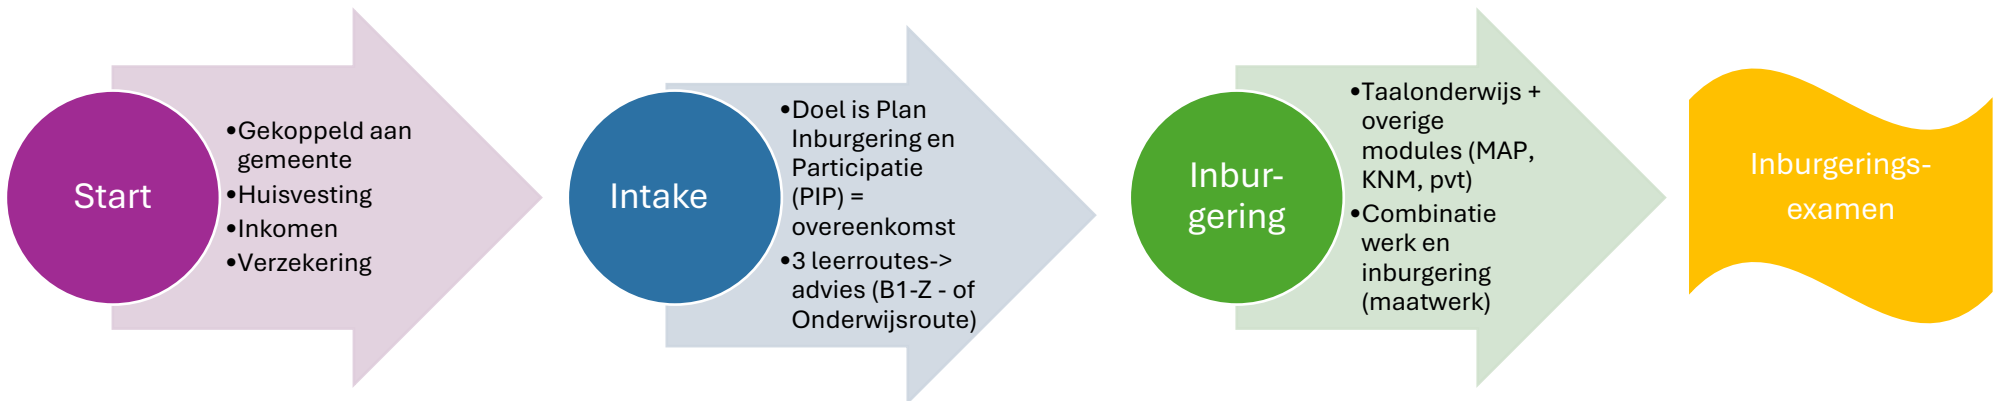 Start
•Gekoppeld aan
gemeente
•Huisvesting
•Inkomen
•Verzekering
Intake
•Doel is Plan
Inburgering en
Participatie
(PIP) =
overeenkomst
•3 leerroutes->
advies (B1-Z - of
Onderwijsroute)
Inbur-
gering
•Taalonderwijs +
overige
modules (MAP,
KNM, pvt)
•Combinatie
werk en
inburgering
(maatwerk)
Inburgerings-
examen